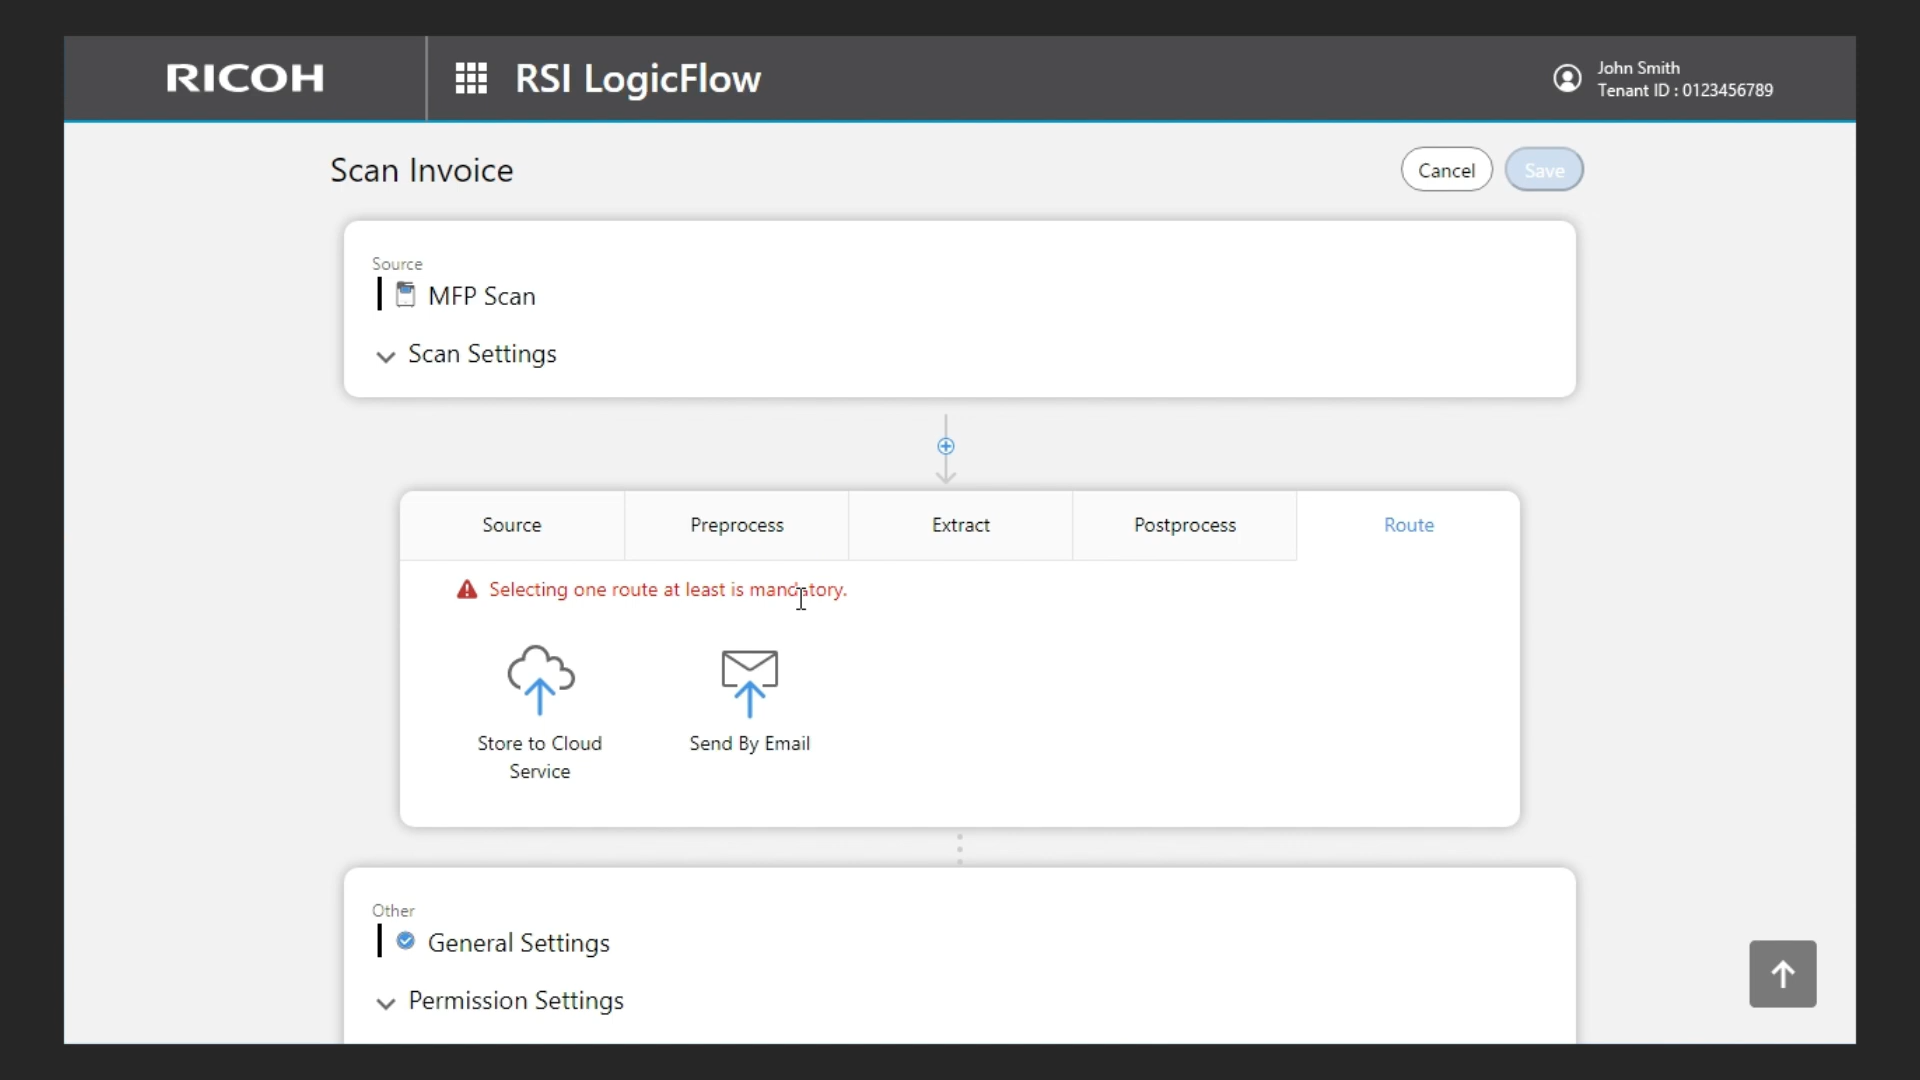 RICOH
RSI LogicFlow
John Smith
Tenant ID : 0123456789
Scan Invoice
Cancel
Save
Source
MFP Scan
Scan Settings
Source
Preprocess
Extract
Postprocess
Route
Selecting one route at least is mandatory.
Store to Cloud
Service
Send By Email
Other
General Settings
Permission Settings